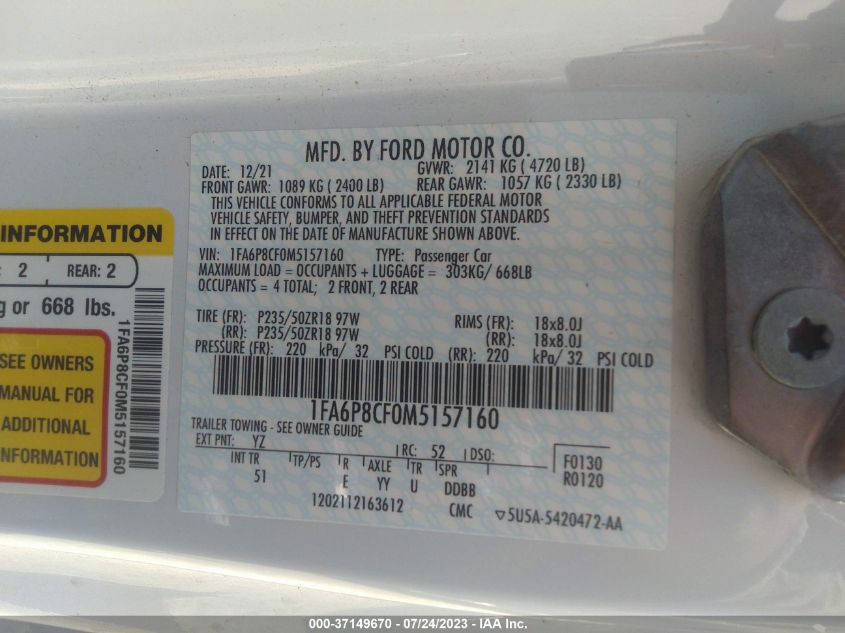 MFD. BY FORD MOTOR CO.
DATE: 12/21 GVWR: 2141 KG ( 4720 LB)
FRONT GAWR: 1089 KG ( 2400 LB) REAR GAWR: 1057 KG ( 2330 LB)
THIS VEHICLE CONFORMS TO ALL APPLICABLE FEDERAL MOTOR
VEHICLE SAFETY, BUMPER, AND THEFT PREVENTION STANDARDS
IN EFFECT ON THE DATE OF MANUFACTURE SHOWN ABOVE.
VIN: 1FA6P8CF0M5157160 TYPE: Passenger Car
MAXIMUM LOAD = OCCUPANTS + LUGGAGE = 303KG/ 668LB
OCCUPANTS = 4 TOTAL; 2 FRONT, 2 REAR
TIRE (FR): P235/50ZR18 97W RIMS (FR): 18x8.0J
(RR): P235/50ZR18 97W (RR): 18x8.0J
PRESSURE (FR): 220 kPa/ 32 PSI COLD (RR): 220 kPa/ 32 PSI COLD
1FA6P8CF0M5157160
TRAILER TOWING - SEE OWNER GUIDE
EXT PNT: YZ RC: 52 DSO: F0130
INT TR TP/PS R AXLE TR SPR R0120
51 E YY U DDBB
1202112163612 CMC ▽5U5A-5420472-AA
INFORMATION
: 2 REAR: 2
g or 668 lbs.
SEE OWNERS
MANUAL FOR
ADDITIONAL
INFORMATION
1FA6P8CF0M5157160
000-37149670 - 07/24/2023 - IAA Inc.